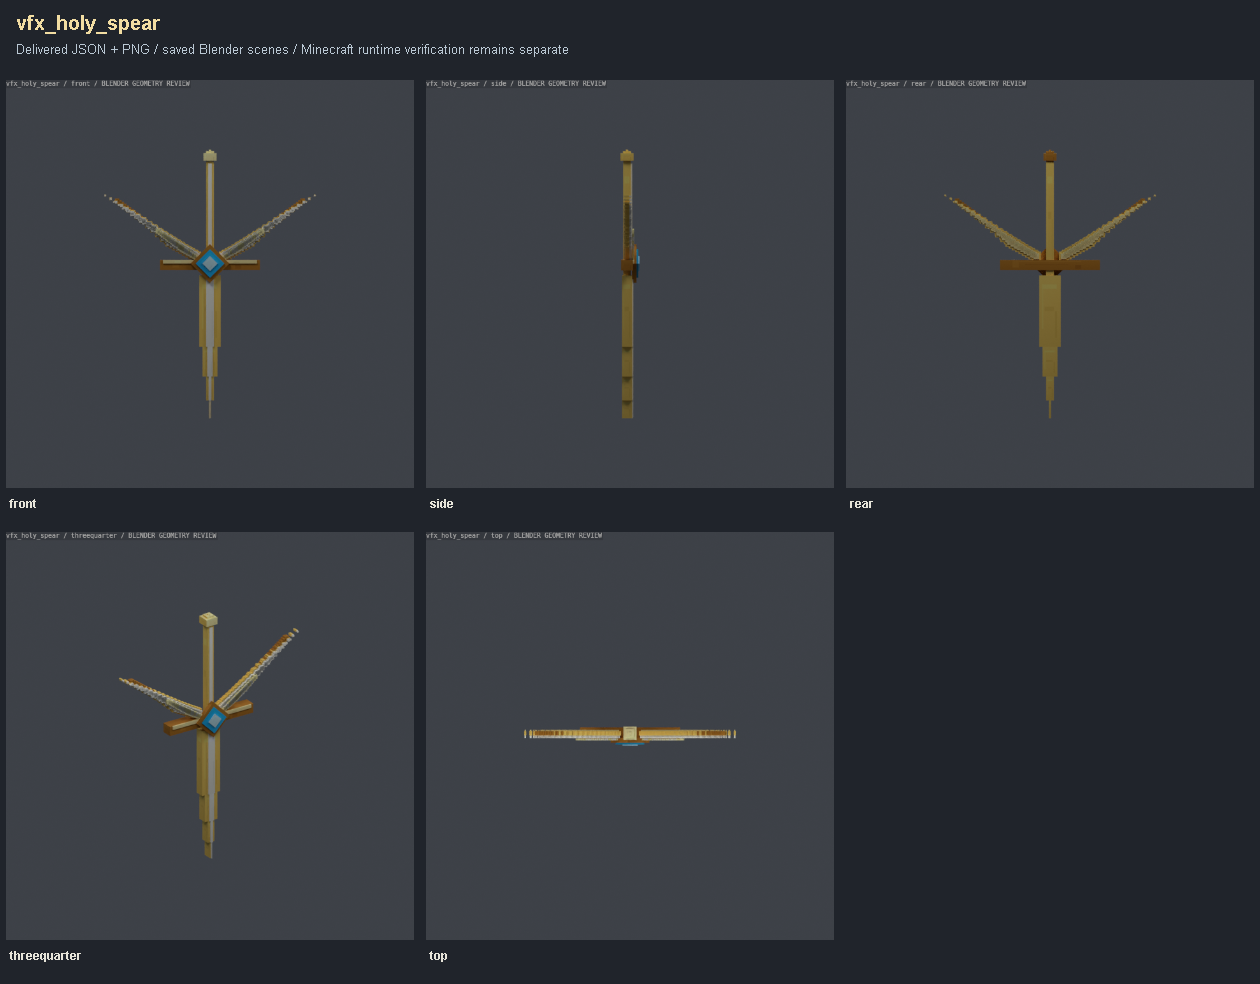 vfx_holy_spear
Delivered JSON + PNG / saved Blender scenes / Minecraft runtime verification remains separate
vfx_holy_spear / front / BLENDER GEOMETRY REVIEW
vfx_holy_spear / side / BLENDER GEOMETRY REVIEW
vfx_holy_spear / rear / BLENDER GEOMETRY REVIEW
front
side
rear
vfx_holy_spear / threequarter / BLENDER GEOMETRY REVIEW
vfx_holy_spear / top / BLENDER GEOMETRY REVIEW
threequarter
top